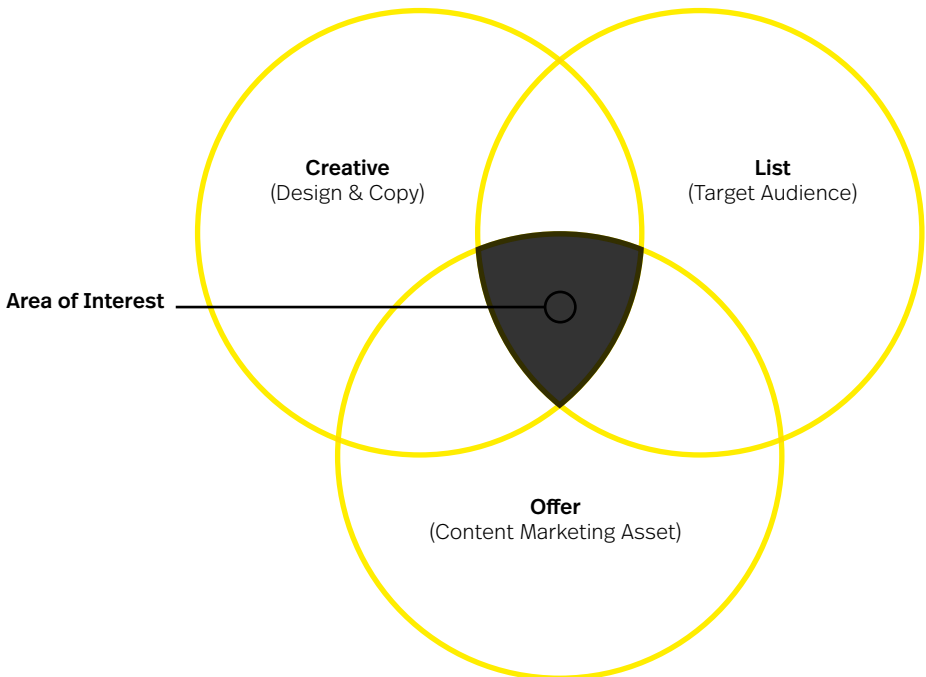 Creative
(Design & Copy)
List
(Target Audience)
Area of Interest
Offer
(Content Marketing Asset)